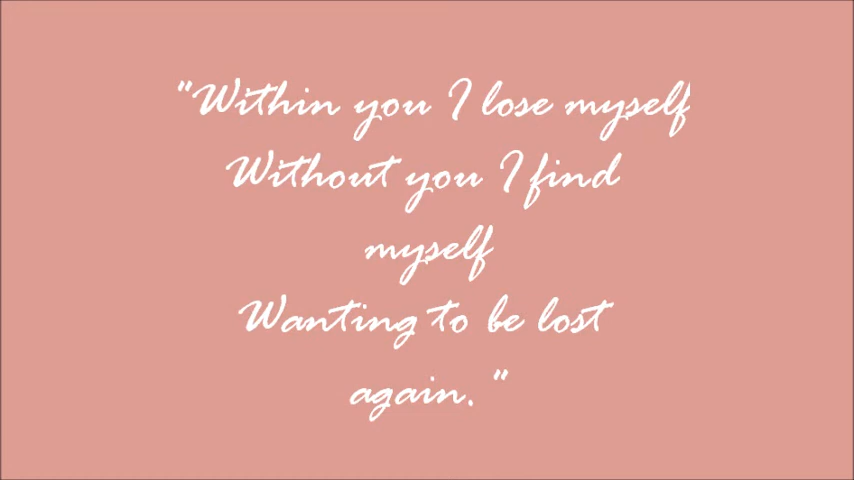 "Within you I lose myself
Without you I find
myself
Wanting to be lost
again. "